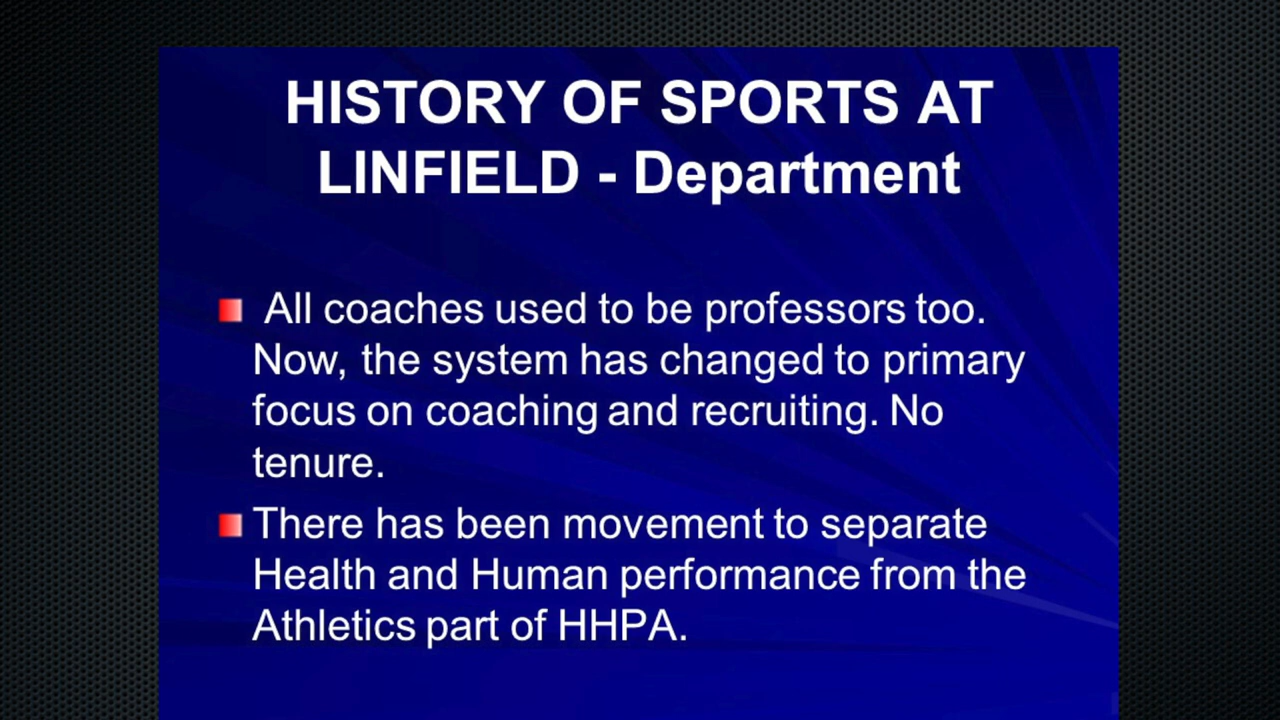 HISTORY OF SPORTS AT
LINFIELD - Department
All coaches used to be professors too.
Now, the system has changed to primary
focus on coaching and recruiting. No
tenure.
There has been movement to separate
Health and Human performance from the
Athletics part of HHPA.